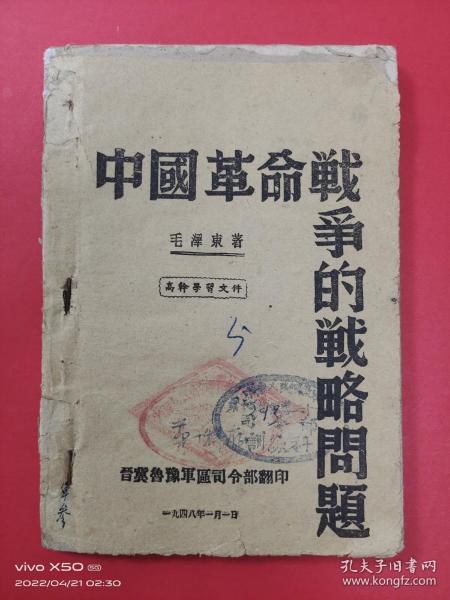 中國革命戰爭的戰略問題
毛澤東著
高幹學習文件
晉冀魯豫軍區司令部翻印
一九四八年一月一日
vivo X50 5G
2022/04/21 02:30
孔夫子旧书网
kongfz.com